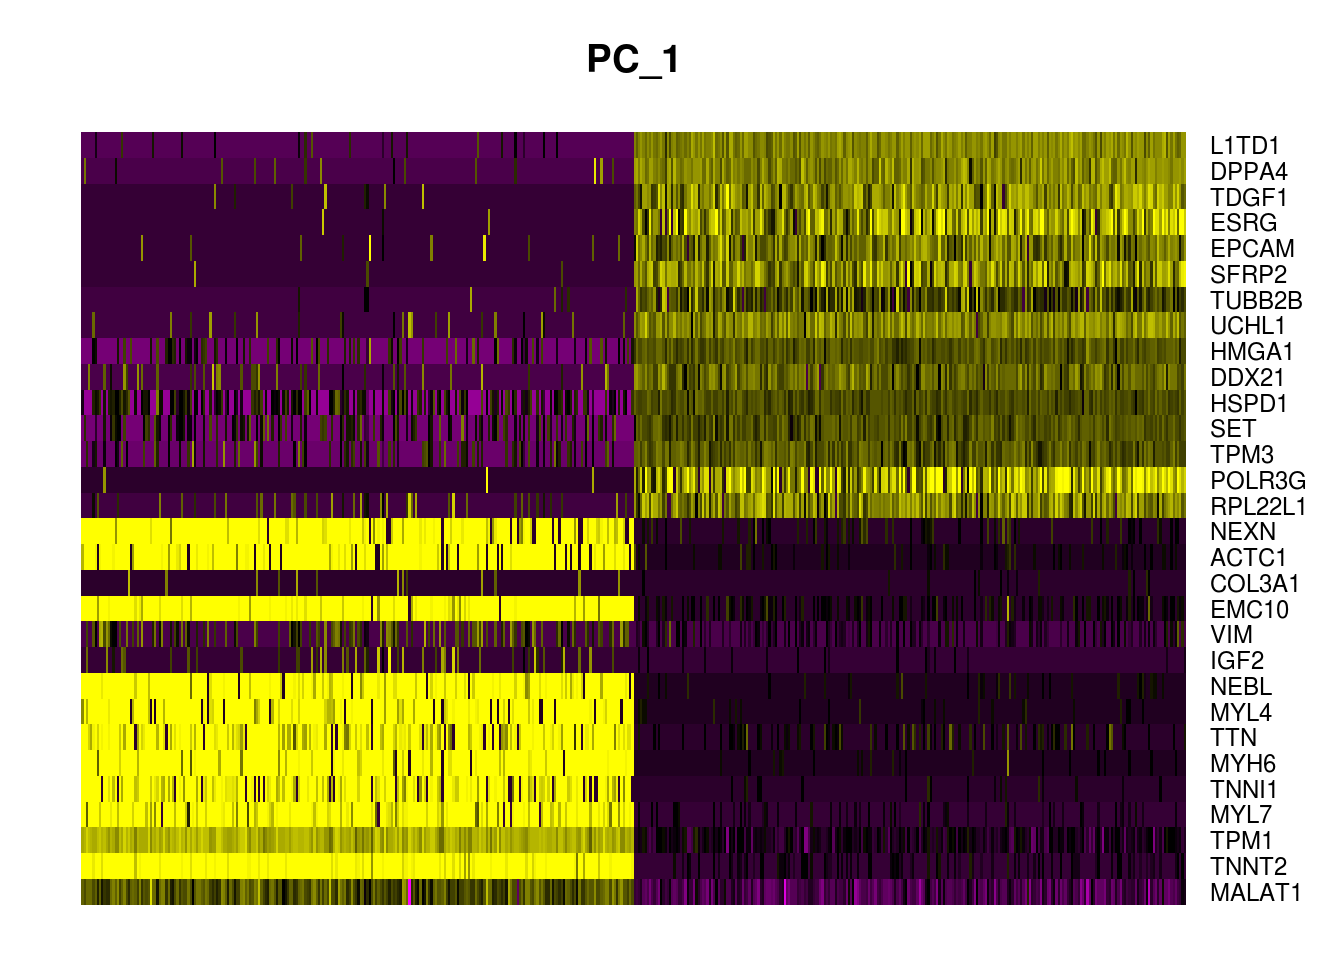 PC_1
L1TD1
DPPA4
TDGF1
ESRG
EPCAM
SFRP2
TUBB2B
UCHL1
HMGA1
DDX21
HSPD1
SET
TPM3
POLR3G
RPL22L1
NEXN
ACTC1
COL3A1
EMC10
VIM
IGF2
NEBL
MYL4
TTN
MYH6
TNNI1
MYL7
TPM1
TNNT2
MALAT1